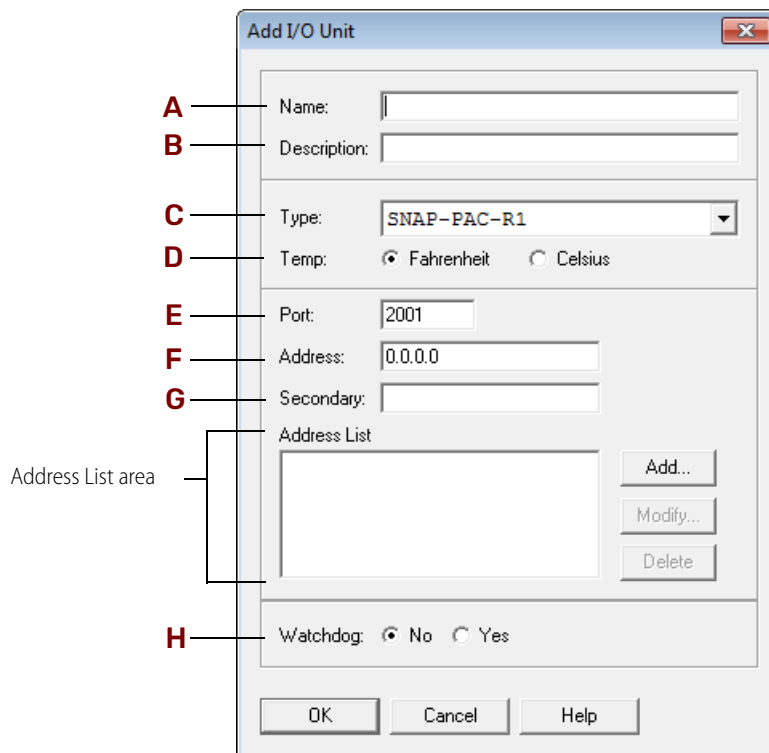 Add I/O Unit
A Name:
B Description:
C Type: SNAP-PAC-R1
D Temp: Fahrenheit Celsius
E Port: 2001
F Address: 0.0.0.0
G Secondary:
Address List
Address List area
Add...
Modify...
Delete
H Watchdog: No Yes
OK Cancel Help